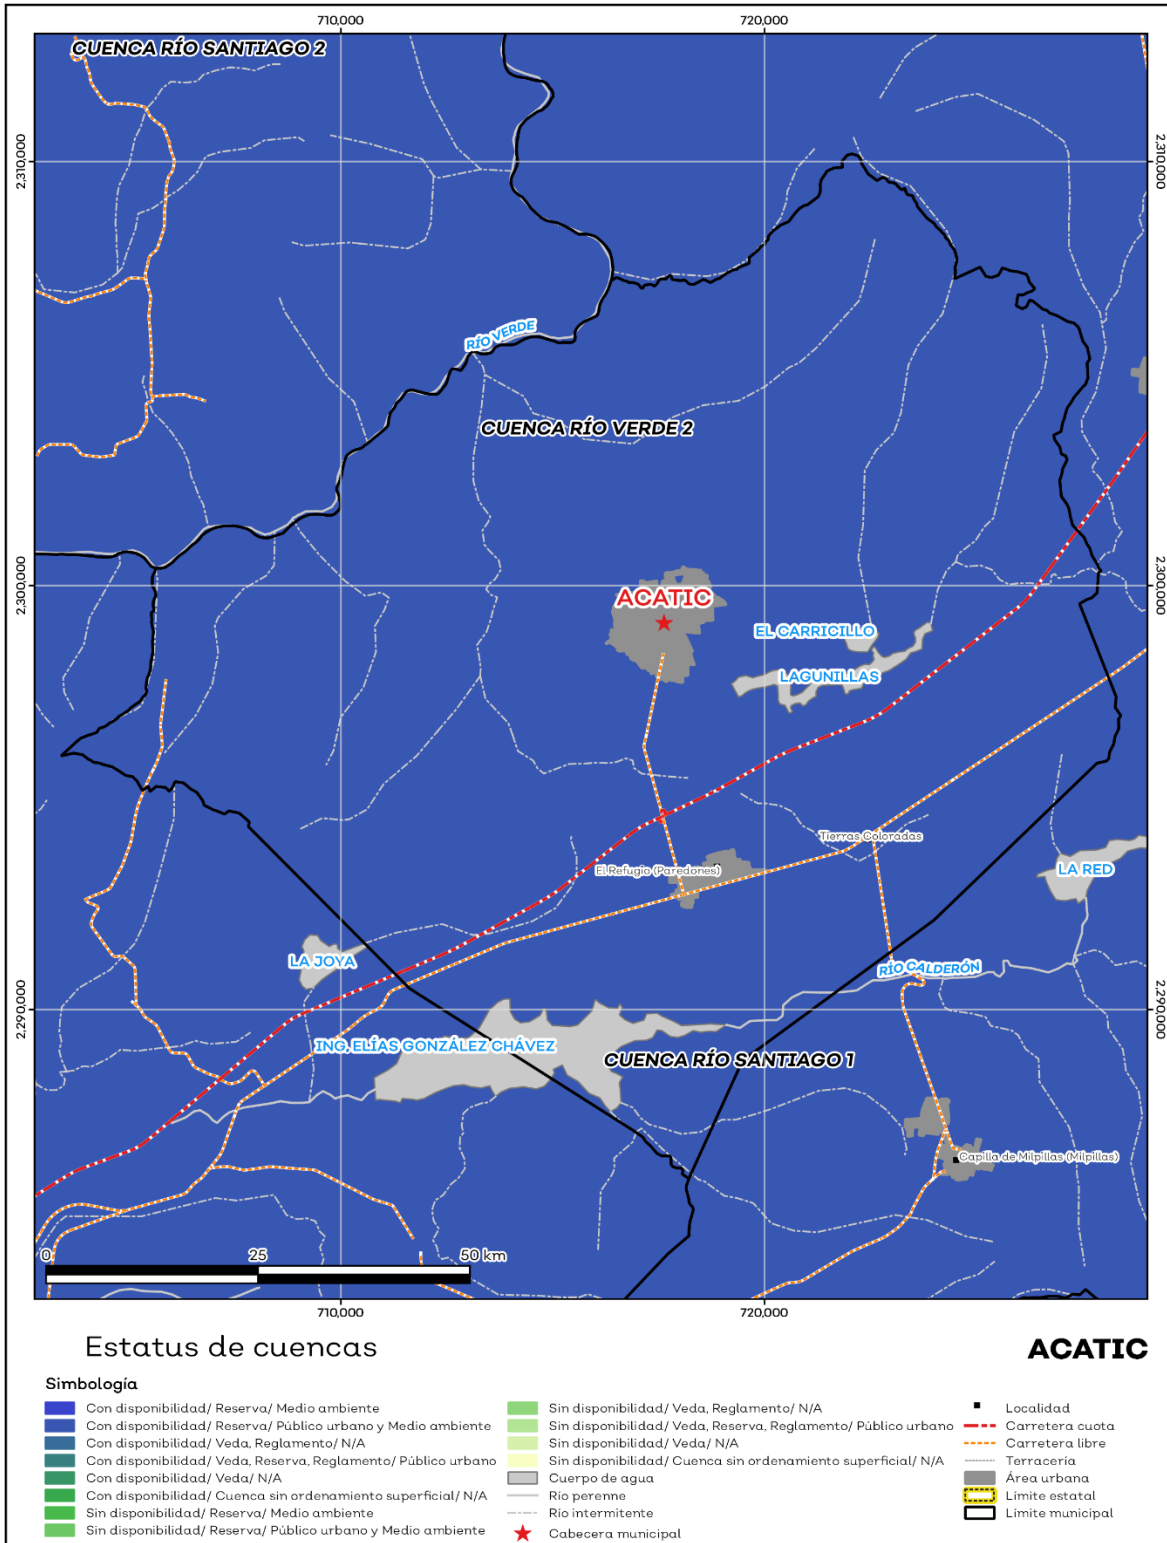 710,000
720,000
CUENCA RÍO SANTIAGO 2
2,310,000
2,310,000
RÍO VERDE
CUENCA RÍO VERDE 2
2,300,000
2,300,000
ACATIC
EL CARRICILLO
LAGUNILLAS
Tierras Coloradas
El Refugio (Paredones)
LA RED
LA JOYA
RÍO CALDERÓN
2,290,000
2,290,000
ING. ELÍAS GONZÁLEZ CHÁVEZ
CUENCA RÍO SANTIAGO 1
Capilla de Milpillas (Milpillas)
0 25 50 km
710,000
720,000
Estatus de cuencas
ACATIC
Simbología
Con disponibilidad/ Reserva/ Medio ambiente
Con disponibilidad/ Reserva/ Público urbano y Medio ambiente
Con disponibilidad/ Veda, Reglamento/ N/A
Con disponibilidad/ Veda, Reserva, Reglamento/ Público urbano
Con disponibilidad/ Veda/ N/A
Con disponibilidad/ Cuenca sin ordenamiento superficial/ N/A
Sin disponibilidad/ Reserva/ Medio ambiente
Sin disponibilidad/ Reserva/ Público urbano y Medio ambiente
Sin disponibilidad/ Veda, Reglamento/ N/A
Sin disponibilidad/ Veda, Reserva, Reglamento/ Público urbano
Sin disponibilidad/ Veda/ N/A
Sin disponibilidad/ Cuenca sin ordenamiento superficial/ N/A
Cuerpo de agua
Río perenne
Río intermitente
Cabecera municipal
Localidad
Carretera cuota
Carretera libre
Terracería
Área urbana
Límite estatal
Límite municipal